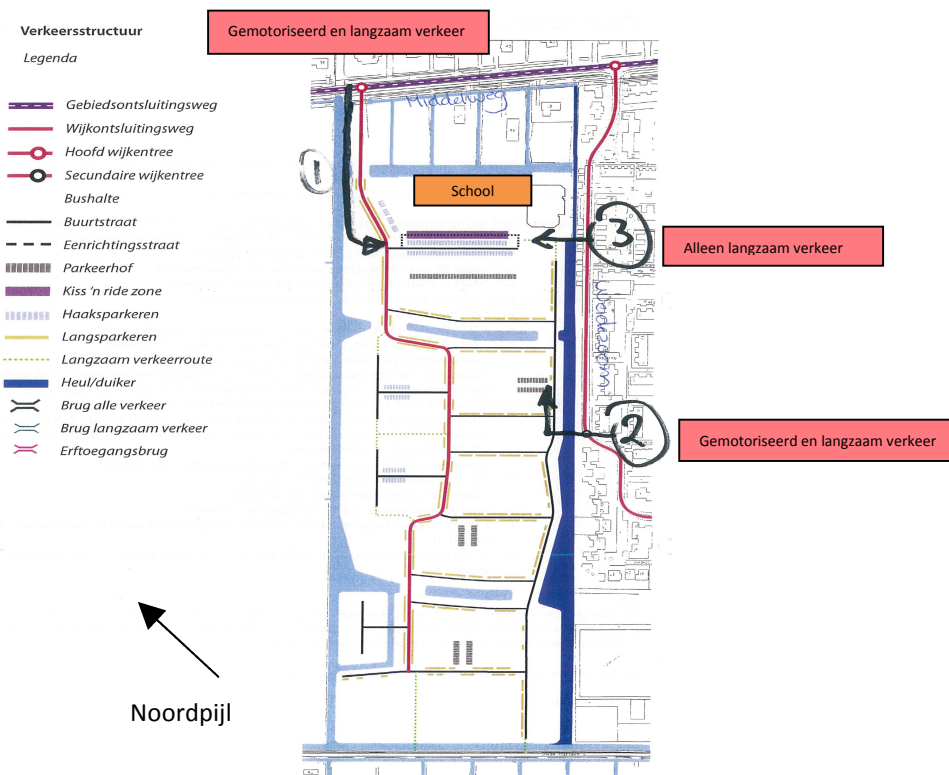 Verkeersstructuur
Legenda
Gebiedsontsluitingsweg
Wijkontsluitingsweg
Hoofd wijkentree
Secundaire wijkentree
Bushalte
Buurtstraat
Eenrichtingsstraat
Parkeerhof
Kiss 'n ride zone
Haaksparkeren
Langsparkeren
Langzaam verkeerroute
Heul/duiker
Brug alle verkeer
Brug langzaam verkeer
Erftoegangsbrug
Gemotoriseerd en langzaam verkeer
Middelweg
1
School
3
Alleen langzaam verkeer
2
Gemotoriseerd en langzaam verkeer
Noordpijl